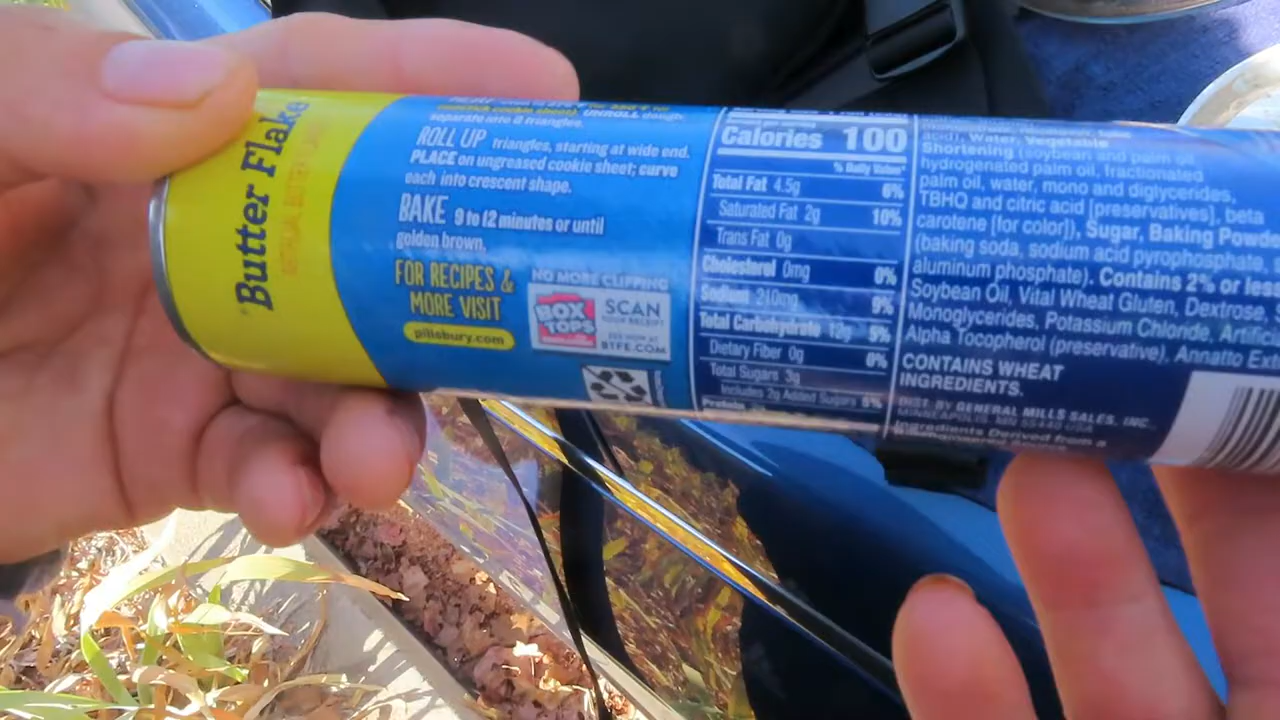 Butter Flake
separate into 8 triangles.
ROLL UP triangles, starting at wide end.
PLACE on ungreased cookie sheet; curve
each into crescent shape.
BAKE 9 to 12 minutes or until
golden brown.
FOR RECIPES &
MORE VISIT
pillsbury.com
NO MORE CLIPPING
BOX
TOPS
SCAN
YOUR RECEIPT
BTFE.COM
Calories 100
% Daily Value*
Total Fat 4.5g 6%
Saturated Fat 2g 10%
Trans Fat 0g
Cholesterol 0mg 0%
Sodium 210mg 9%
Total Carbohydrate 12g 5%
Dietary Fiber 0g 0%
Total Sugars 3g
Includes 2g Added Sugars 5%
Protein
acid), Water, Vegetable
Shortening (soybean and palm oil,
hydrogenated palm oil, fractionated
palm oil, water, mono and diglycerides,
TBHQ and citric acid [preservatives], beta
carotene [for color]), Sugar, Baking Powde
(baking soda, sodium acid pyrophosphate, s
aluminum phosphate). Contains 2% or less
Soybean Oil, Vital Wheat Gluten, Dextrose, S
Monoglycerides, Potassium Chloride, Artific
Alpha Tocopherol (preservative), Annatto Ext
CONTAINS WHEAT
INGREDIENTS.
DIST. BY GENERAL MILLS SALES, INC.,
MINNEAPOLIS, MN 55440 USA
Ingredients Derived from a